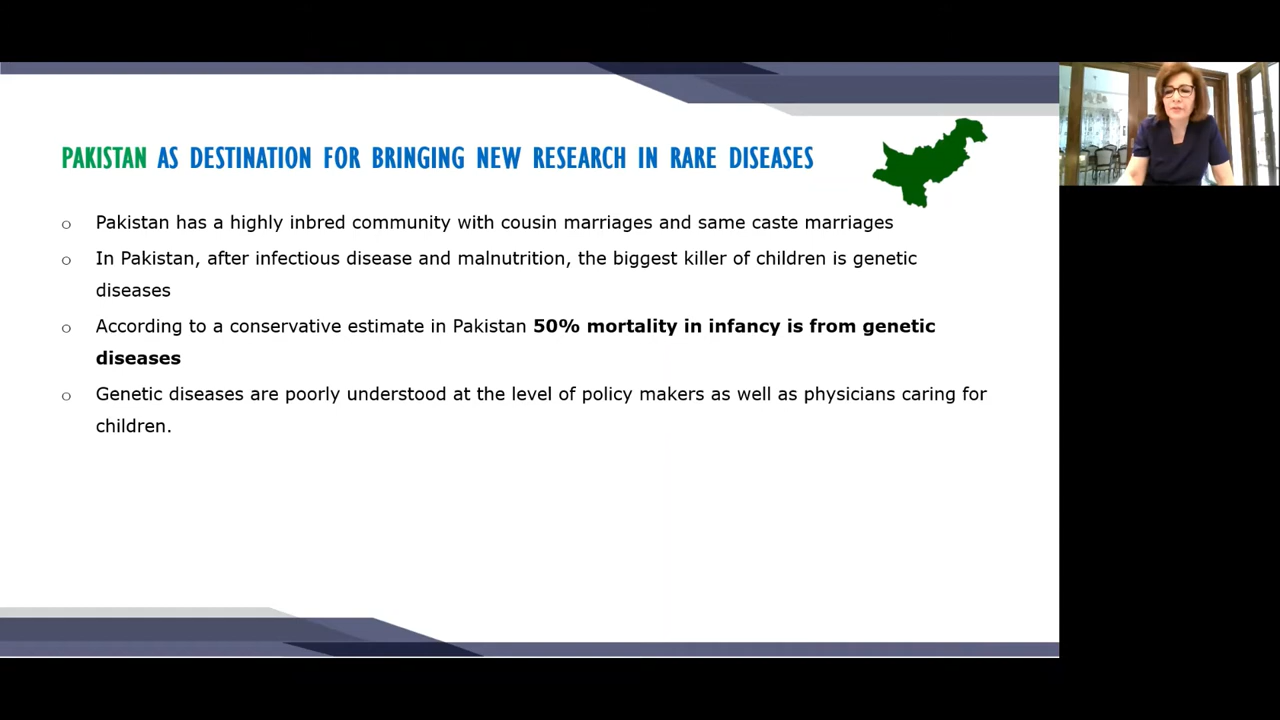 PAKISTAN AS DESTINATION FOR BRINGING NEW RESEARCH IN RARE DISEASES
o Pakistan has a highly inbred community with cousin marriages and same caste marriages
o In Pakistan, after infectious disease and malnutrition, the biggest killer of children is genetic
diseases
o According to a conservative estimate in Pakistan 50% mortality in infancy is from genetic
diseases
o Genetic diseases are poorly understood at the level of policy makers as well as physicians caring for
children.